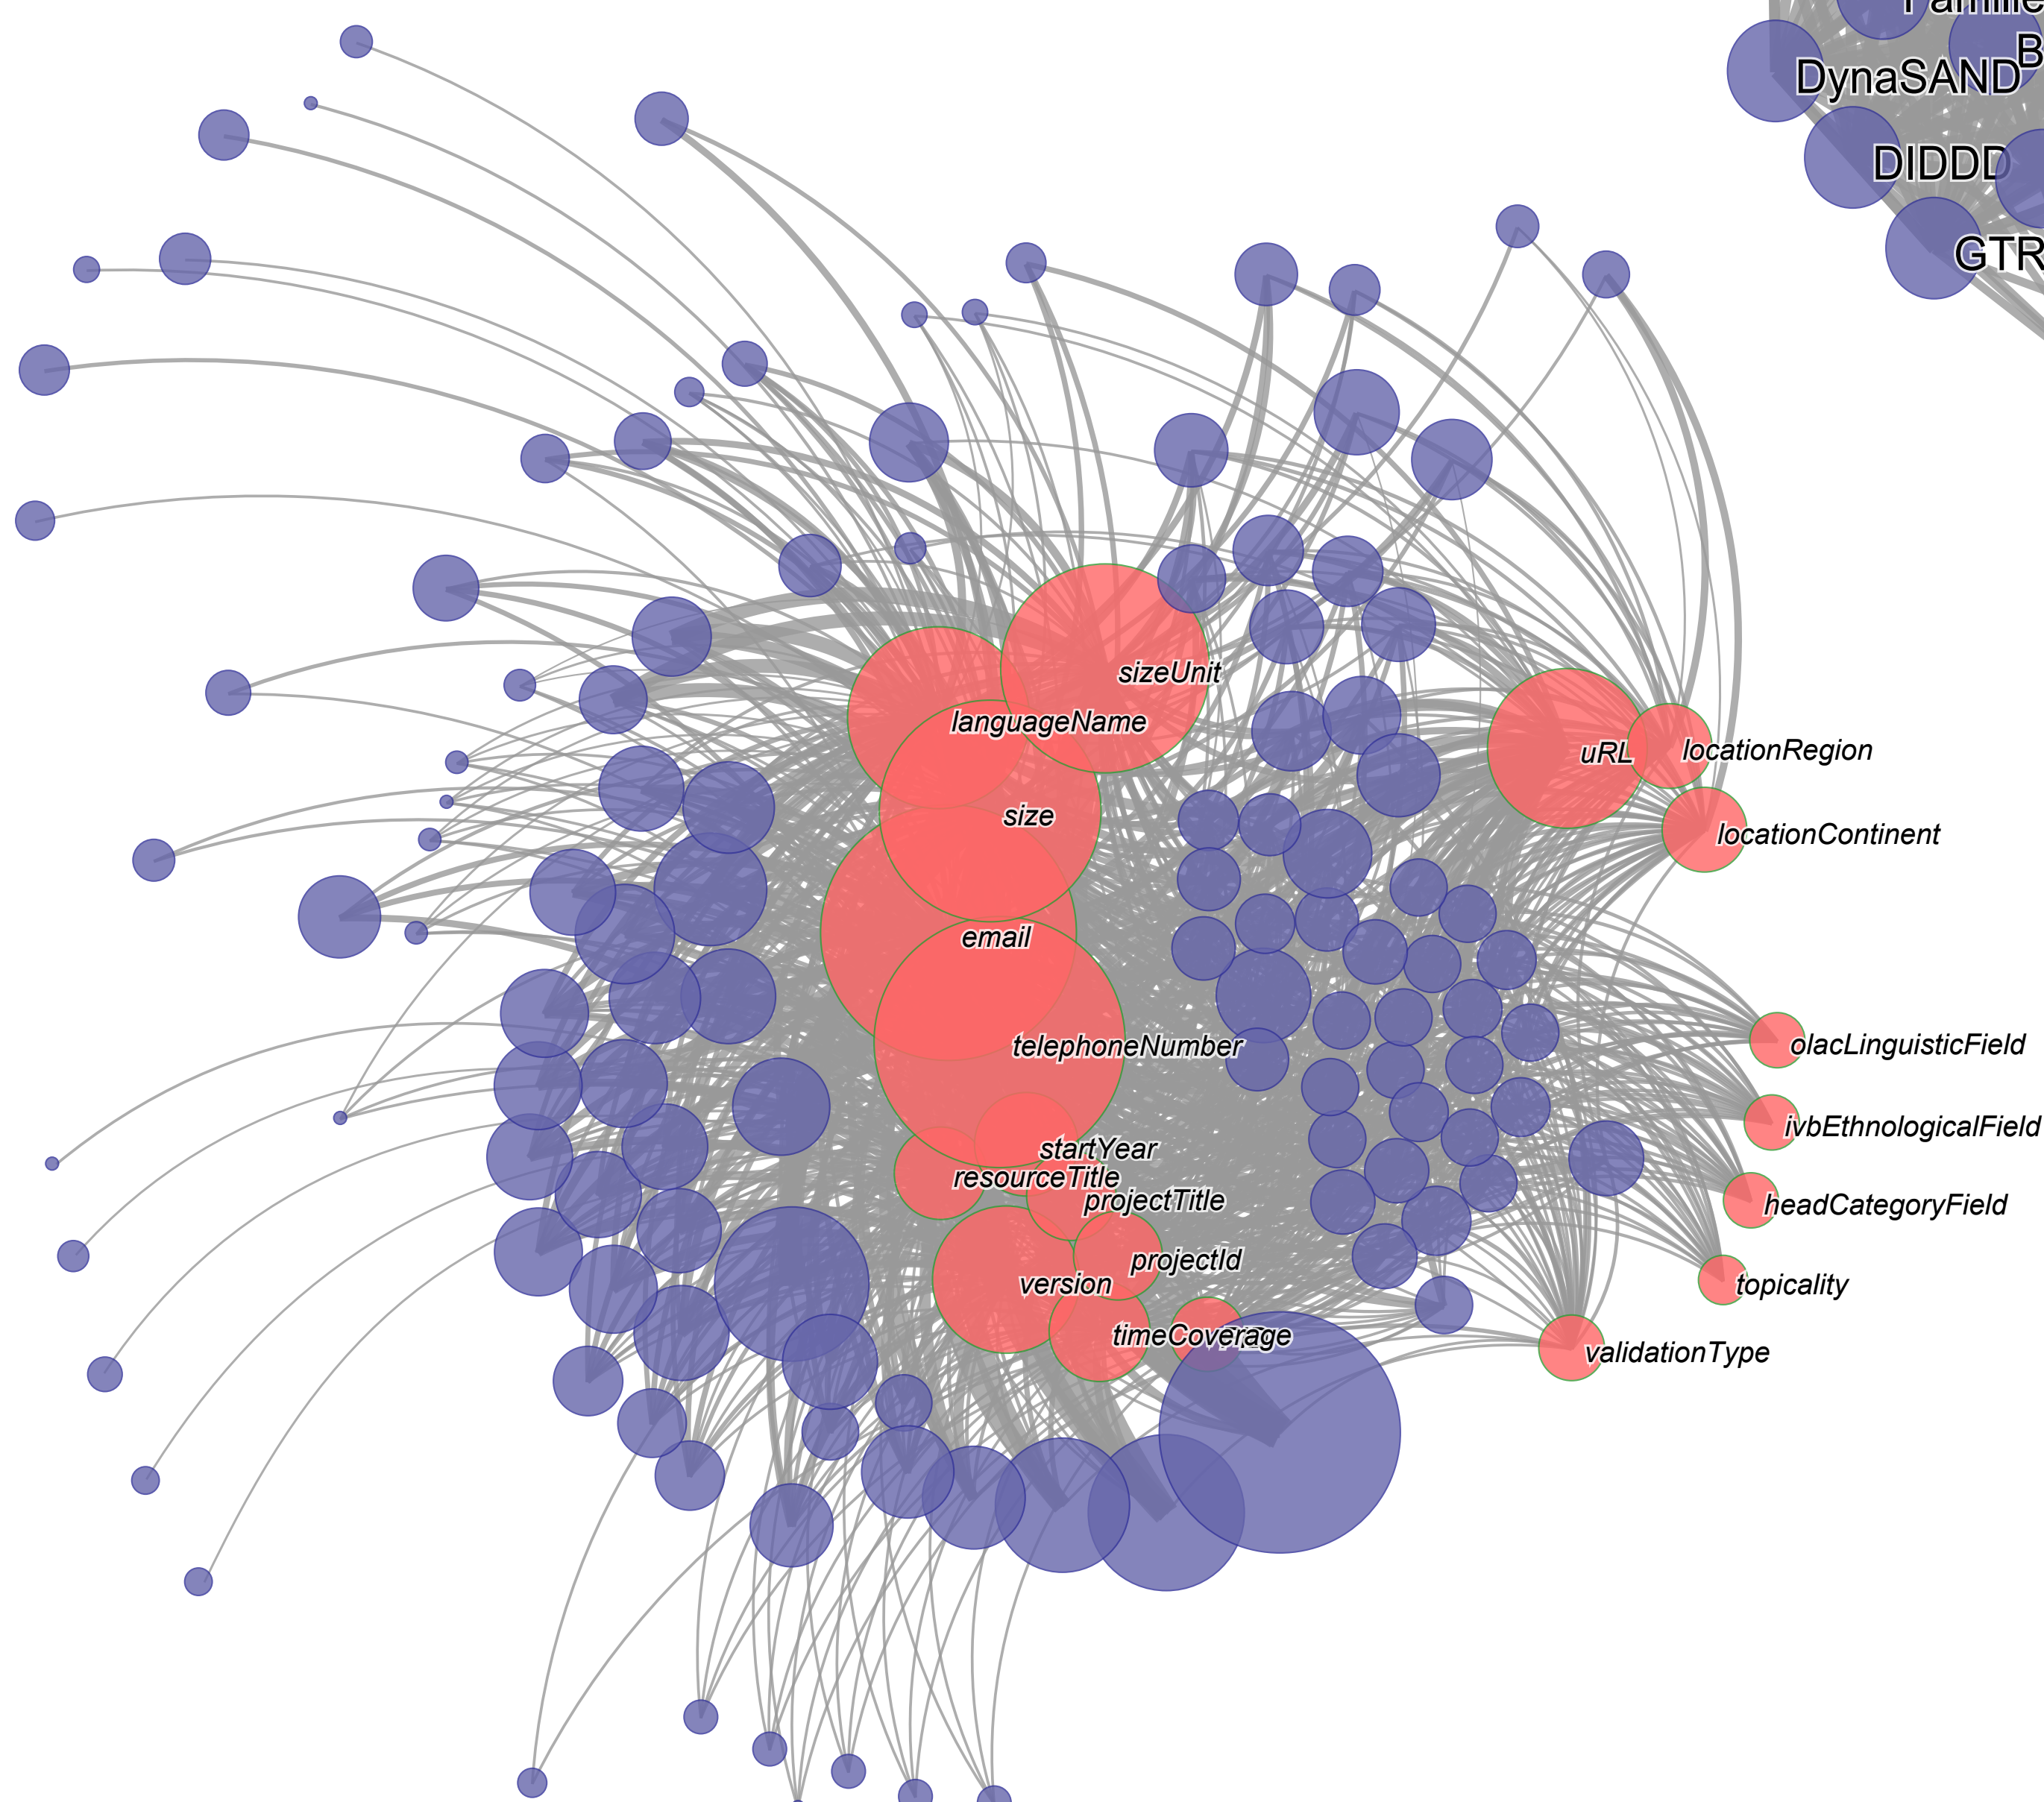 DynaSAND
DIDDD
sizeUnit
languageName
uRL
locationRegion
size
locationContinent
email
telephoneNumber
olacLinguisticField
ivbEthnologicalField
startYear
resourceTitle
projectTitle
headCategoryField
projectId
version
topicality
timeCoverage
validationType